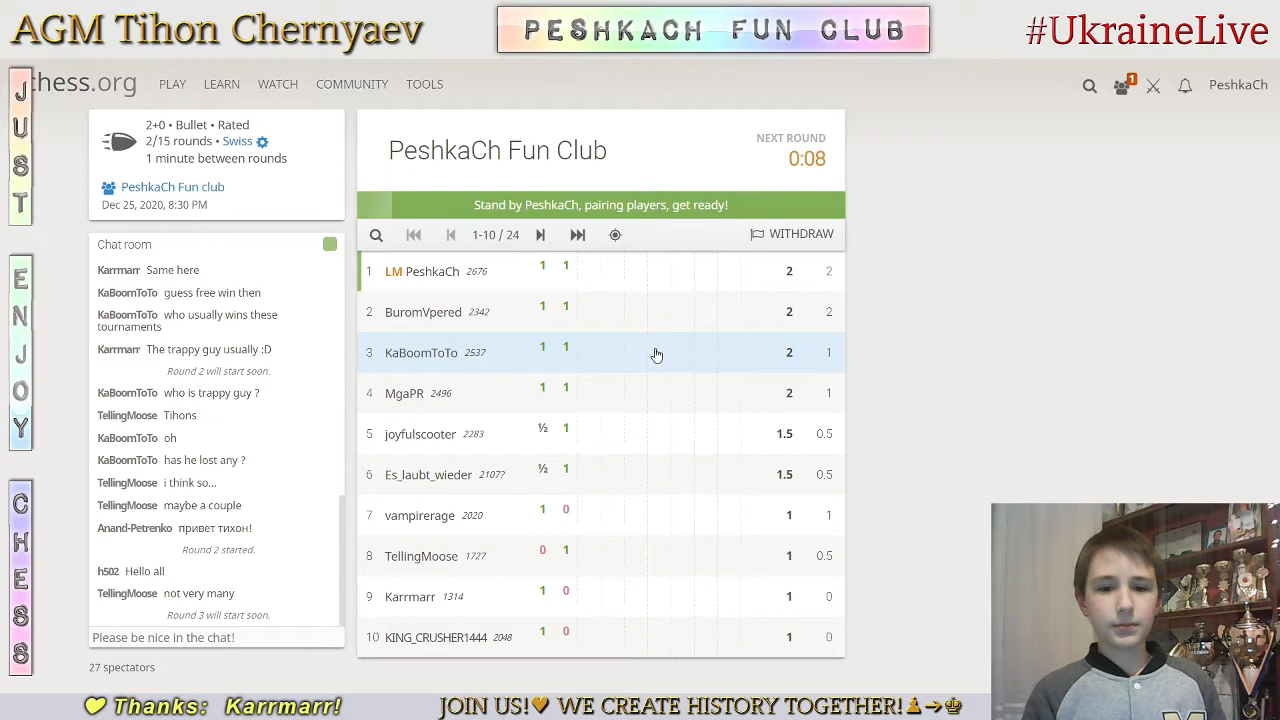 AGM Tihon Chernyaev
PESHKACH FUN CLUB
#UkraineLive
JUST
ENJOY
CHESS
chess.org
PLAY
LEARN
WATCH
COMMUNITY
TOOLS
1
PeshkaCh
2+0 • Bullet • Rated
2/15 rounds • Swiss
1 minute between rounds
PeshkaCh Fun club
Dec 25, 2020, 8:30 PM
Chat room
Karrmarr Same here
KaBoomToTo guess free win then
KaBoomToTo who usually wins these
tournaments
Karrmarr The trappy guy usually :D
Round 2 will start soon.
KaBoomToTo who is trappy guy ?
TellingMoose Tihons
KaBoomToTo oh
KaBoomToTo has he lost any ?
TellingMoose i think so...
TellingMoose maybe a couple
Anand-Petrenko привет тихон!
Round 2 started.
h502 Hello all
TellingMoose not very many
Round 3 will start soon.
Please be nice in the chat!
27 spectators
PeshkaCh Fun Club
NEXT ROUND
0:08
Stand by PeshkaCh, pairing players, get ready!
1-10 / 24
WITHDRAW
1 LM PeshkaCh 2676 1 1 2 2
2 BuromVpered 2342 1 1 2 2
3 KaBoomToTo 2537 1 1 2 1
4 MgaPR 2496 1 1 2 1
5 joyfulscooter 2283 ½ 1 1.5 0.5
6 Es_laubt_wieder 2107? ½ 1 1.5 0.5
7 vampirerage 2020 1 0 1 1
8 TellingMoose 1727 0 1 1 0.5
9 Karrmarr 1314 1 0 1 0
10 KING_CRUSHER1444 2048 1 0 1 0
Thanks: Karrmarr!
JOIN US! WE CREATE HISTORY TOGETHER!